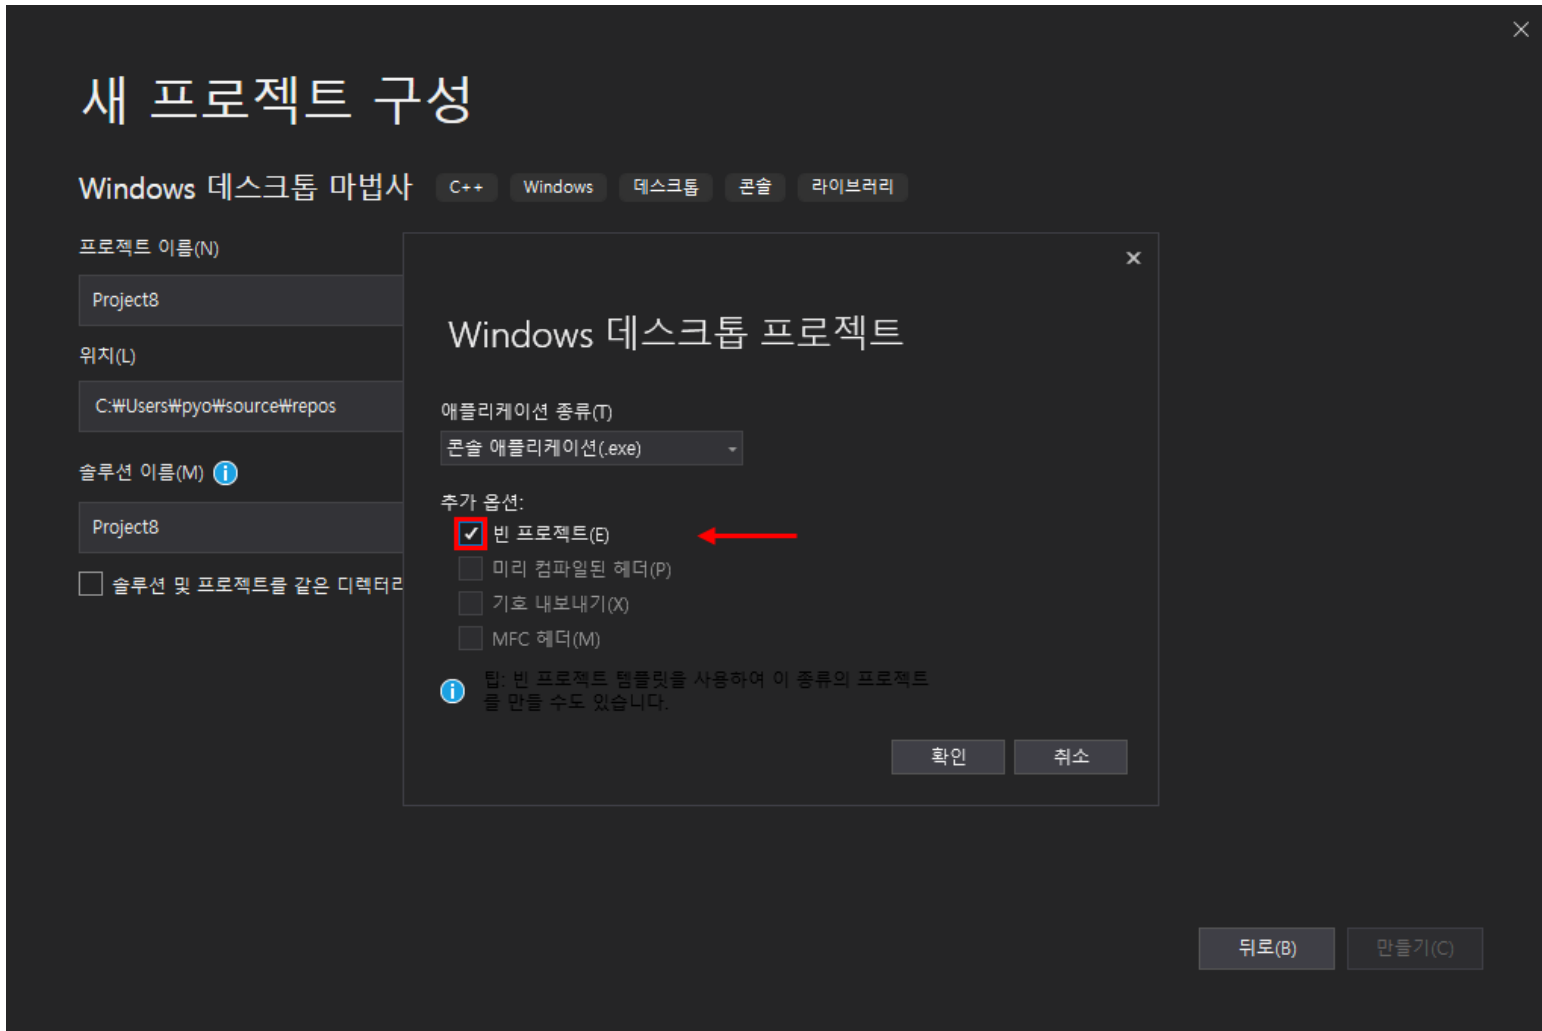 새 프로젝트 구성
Windows 데스크톱 마법사 C++ Windows 데스크톱 콘솔 라이브러리
프로젝트 이름(N)
Project8
위치(L)
C:₩Users₩pyo₩source₩repos
솔루션 이름(M)
Project8
솔루션 및 프로젝트를 같은 디렉터리
Windows 데스크톱 프로젝트
애플리케이션 종류(T)
콘솔 애플리케이션(.exe)
추가 옵션:
빈 프로젝트(E)
미리 컴파일된 헤더(P)
기호 내보내기(X)
MFC 헤더(M)
팁: 빈 프로젝트 템플릿을 사용하여 이 종류의 프로젝트
를 만들 수도 있습니다.
확인 취소
뒤로(B) 만들기(C)